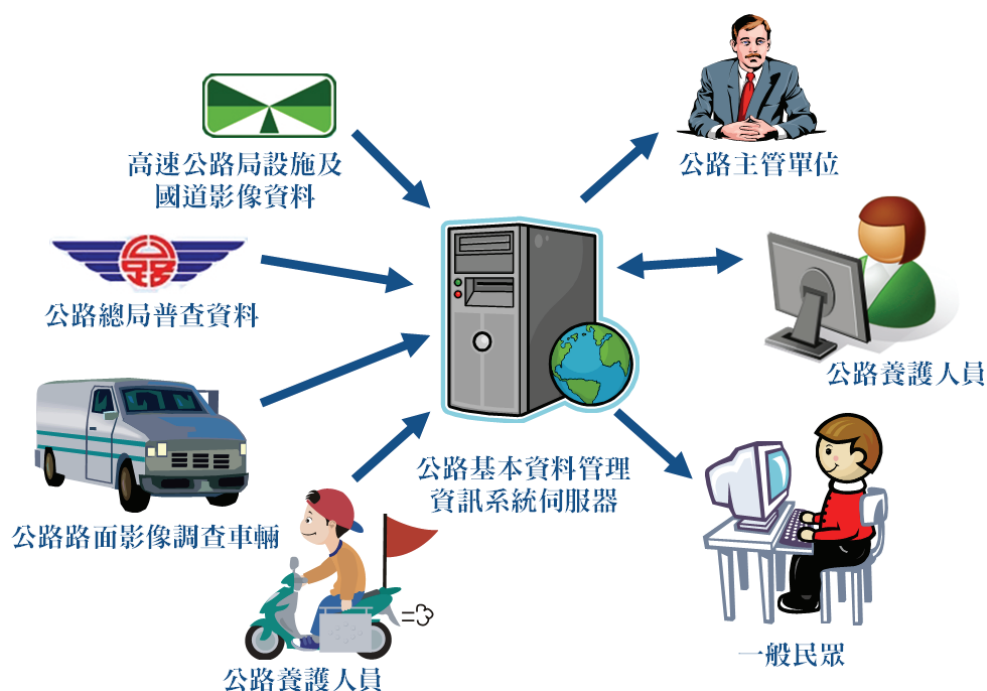 高速公路局設施及
國道影像資料
公路
公路總局普查資料
公路路面影像調查車輛
公路養護人員
公路基本資料管理
資訊系統伺服器
公路主管單位
公路養護人員
一般民眾